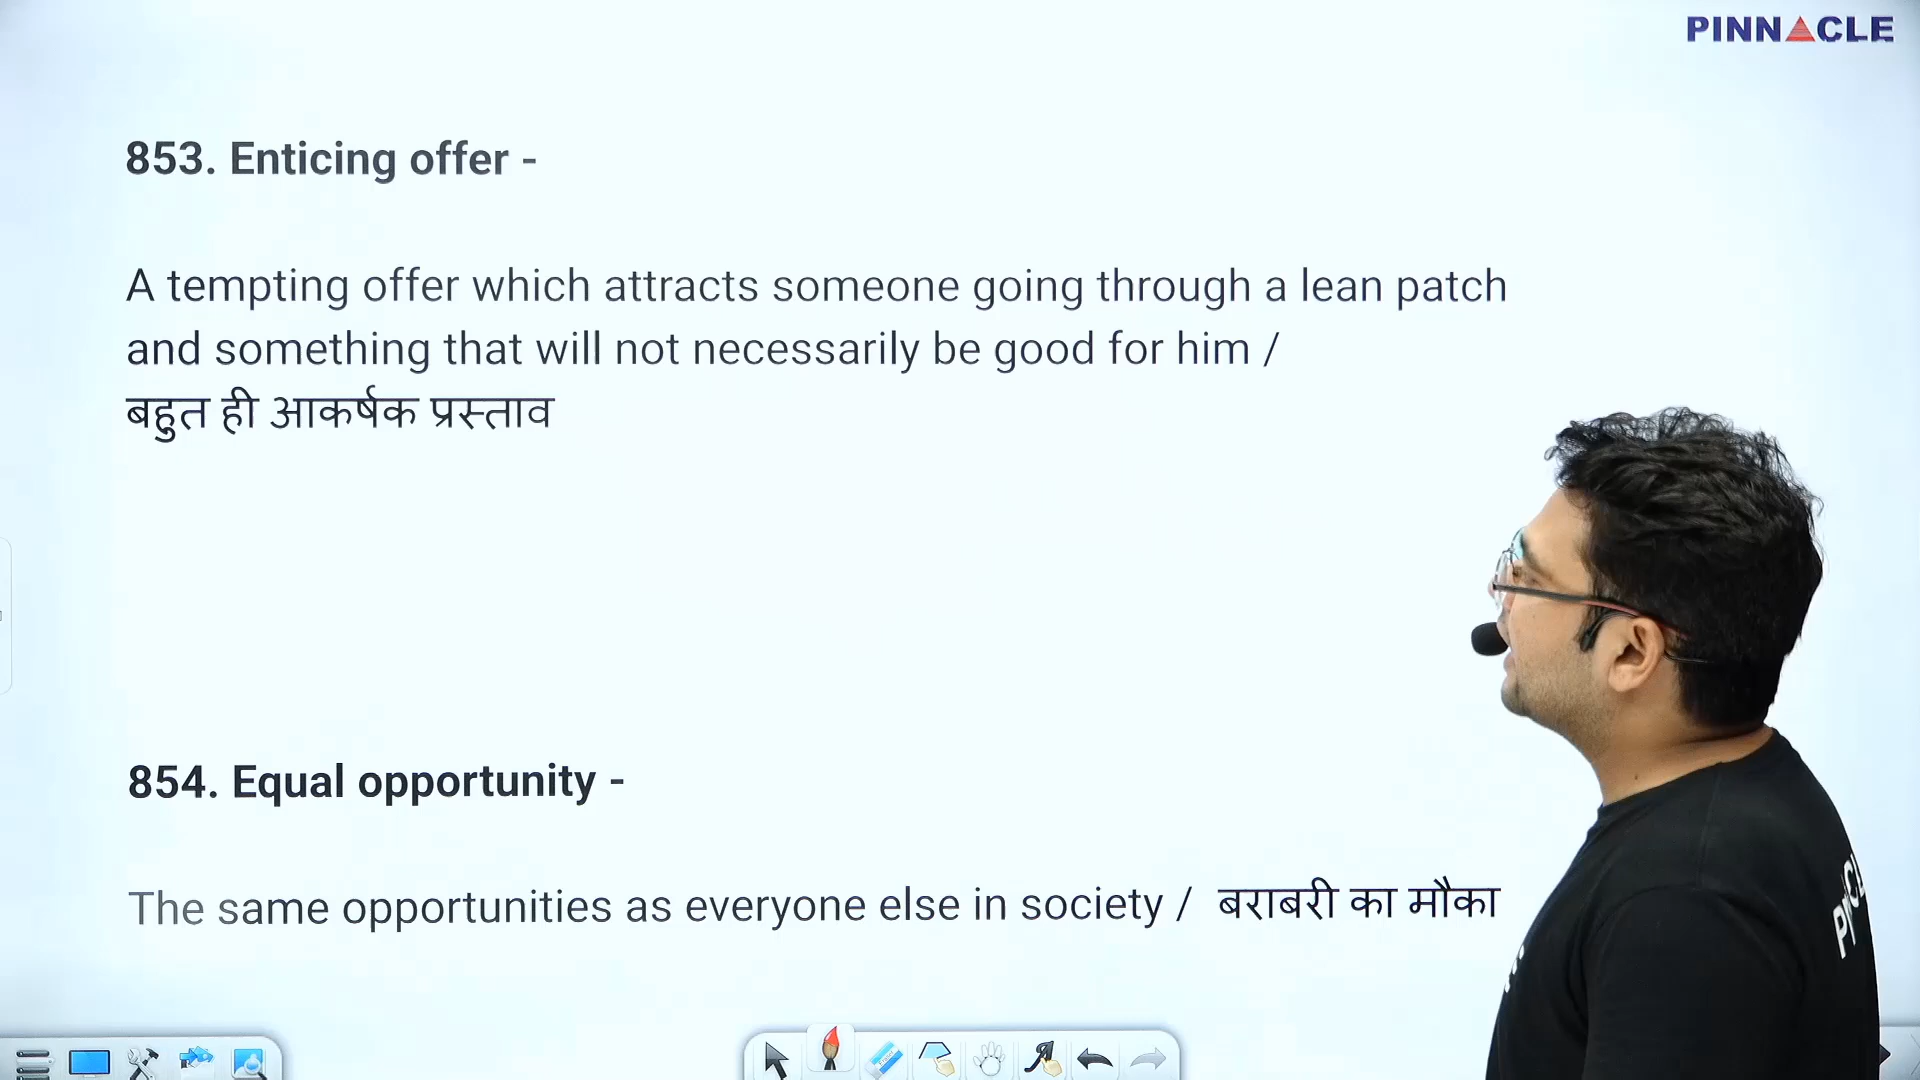 PINNACLE
853. Enticing offer -
A tempting offer which attracts someone going through a lean patch
and something that will not necessarily be good for him /
बहुत ही आकर्षक प्रस्ताव
854. Equal opportunity -
The same opportunities as everyone else in society / बराबरी का मौका